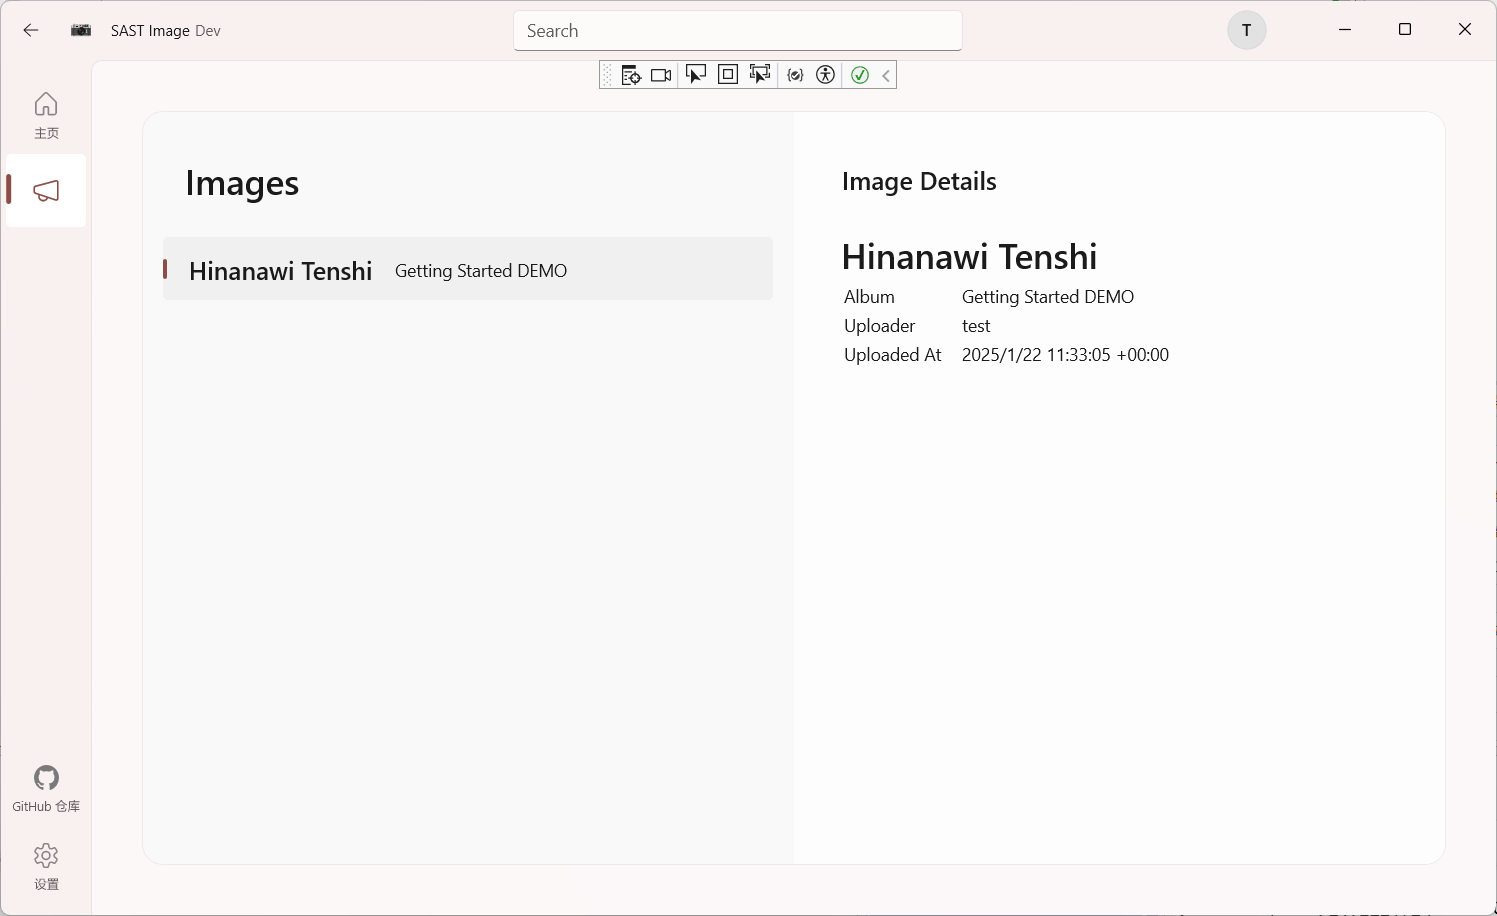 SAST Image Dev
Search
T
主页
Images
Hinanawi Tenshi Getting Started DEMO
Image Details
Hinanawi Tenshi
Album Getting Started DEMO
Uploader test
Uploaded At 2025/1/22 11:33:05 +00:00
GitHub 仓库
设置